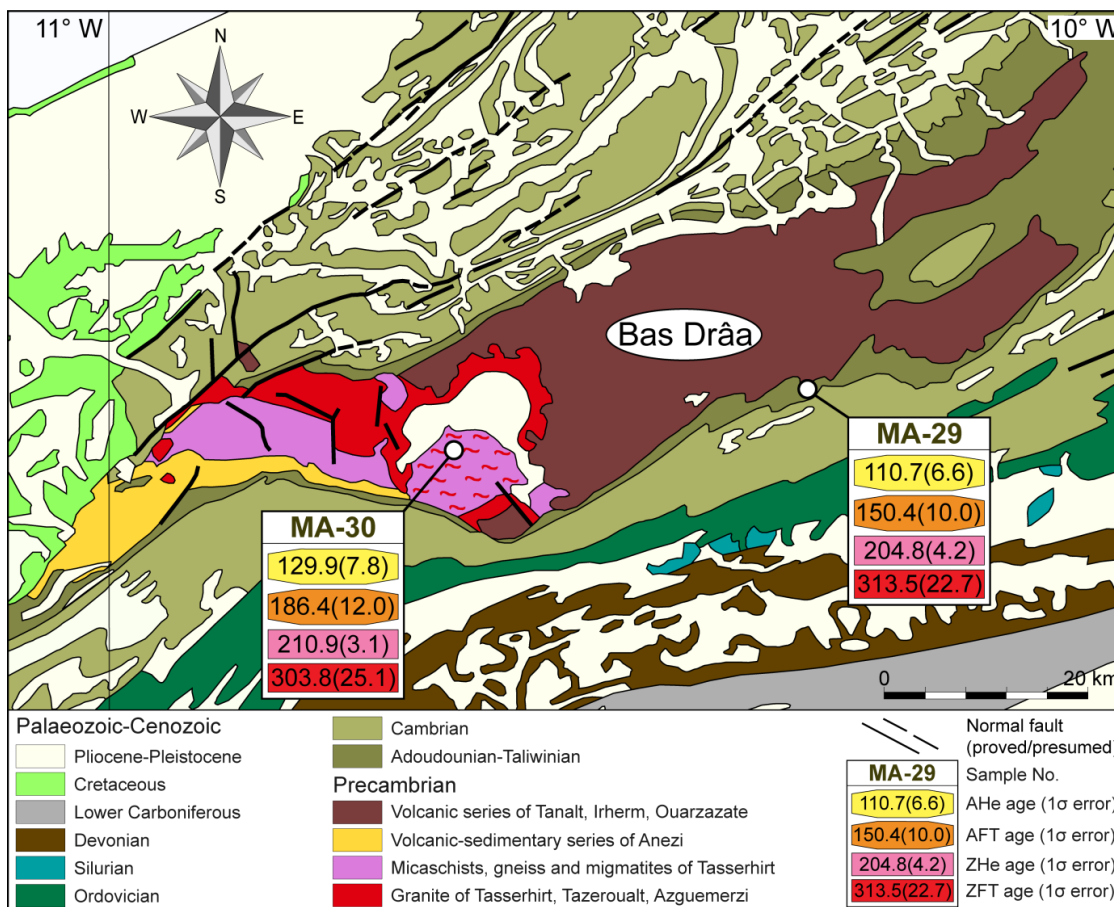 11° W
10° W
N
W
E
S
Bas Drâa
MA-29
110.7(6.6)
150.4(10.0)
204.8(4.2)
313.5(22.7)
MA-30
129.9(7.8)
186.4(12.0)
210.9(3.1)
303.8(25.1)
0
20 km
Palaeozoic-Cenozoic
Pliocene-Pleistocene
Cretaceous
Lower Carboniferous
Devonian
Silurian
Ordovician
Cambrian
Adoudounian-Taliwinian
Precambrian
Volcanic series of Tanalt, Irherm, Ouarzazate
Volcanic-sedimentary series of Anezi
Micaschists, gneiss and migmatites of Tasserhirt
Granite of Tasserhirt, Tazeroualt, Azguemerzi
Normal fault
(proved/presumed)
MA-29 Sample No.
110.7(6.6) AHe age (1σ error)
150.4(10.0) AFT age (1σ error)
204.8(4.2) ZHe age (1σ error)
313.5(22.7) ZFT age (1σ error)